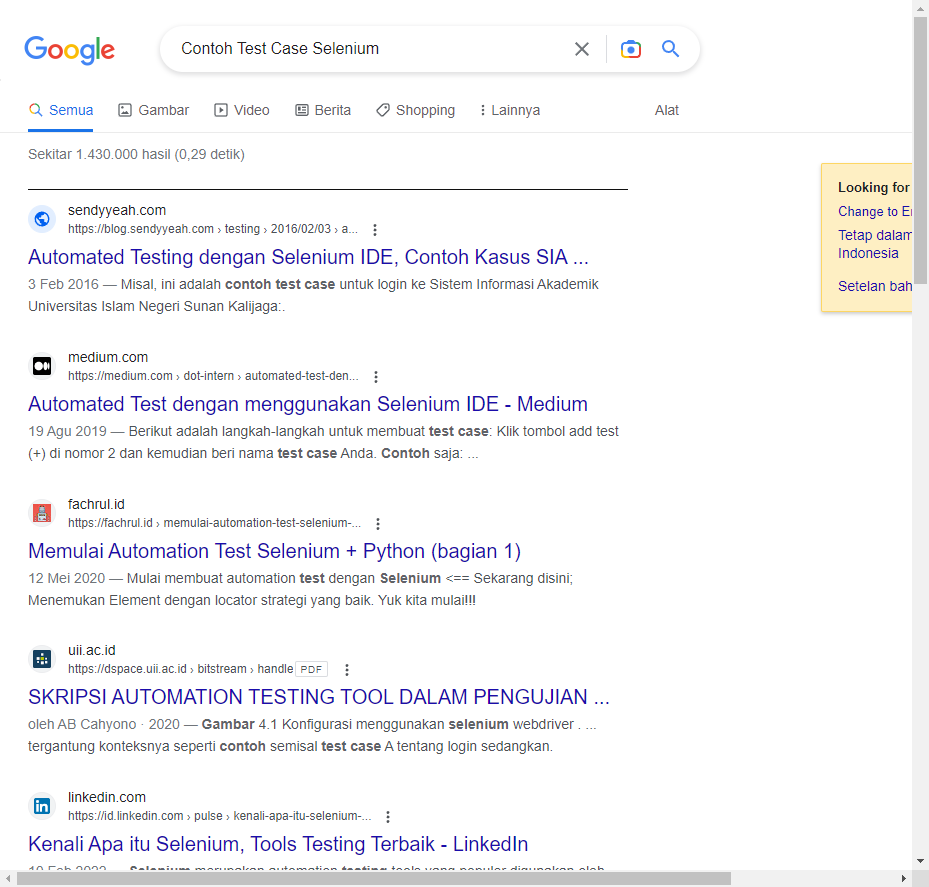 Google
Contoh Test Case Selenium
Semua Gambar Video Berita Shopping Lainnya Alat
Sekitar 1.430.000 hasil (0,29 detik)
Looking for
Change to En
Tetap dalam
Indonesia
Setelan bah
sendyyeah.com
https://blog.sendyyeah.com › testing › 2016/02/03 › a...
Automated Testing dengan Selenium IDE, Contoh Kasus SIA ...
3 Feb 2016 — Misal, ini adalah contoh test case untuk login ke Sistem Informasi Akademik
Universitas Islam Negeri Sunan Kalijaga:.
medium.com
https://medium.com › dot-intern › automated-test-den...
Automated Test dengan menggunakan Selenium IDE - Medium
19 Agu 2019 — Berikut adalah langkah-langkah untuk membuat test case: Klik tombol add test
(+) di nomor 2 dan kemudian beri nama test case Anda. Contoh saja: ...
fachrul.id
https://fachrul.id › memulai-automation-test-selenium-...
Memulai Automation Test Selenium + Python (bagian 1)
12 Mei 2020 — Mulai membuat automation test dengan Selenium <== Sekarang disini;
Menemukan Element dengan locator strategi yang baik. Yuk kita mulai!!!
uii.ac.id
https://dspace.uii.ac.id › bitstream › handle PDF
SKRIPSI AUTOMATION TESTING TOOL DALAM PENGUJIAN ...
oleh AB Cahyono · 2020 — Gambar 4.1 Konfigurasi menggunakan selenium webdriver . ...
tergantung konteksnya seperti contoh semisal test case A tentang login sedangkan.
linkedin.com
https://id.linkedin.com › pulse › kenali-apa-itu-selenium-...
Kenali Apa itu Selenium, Tools Testing Terbaik - LinkedIn
Selenium merupakan automation testing tools yang populer digunakan oleh